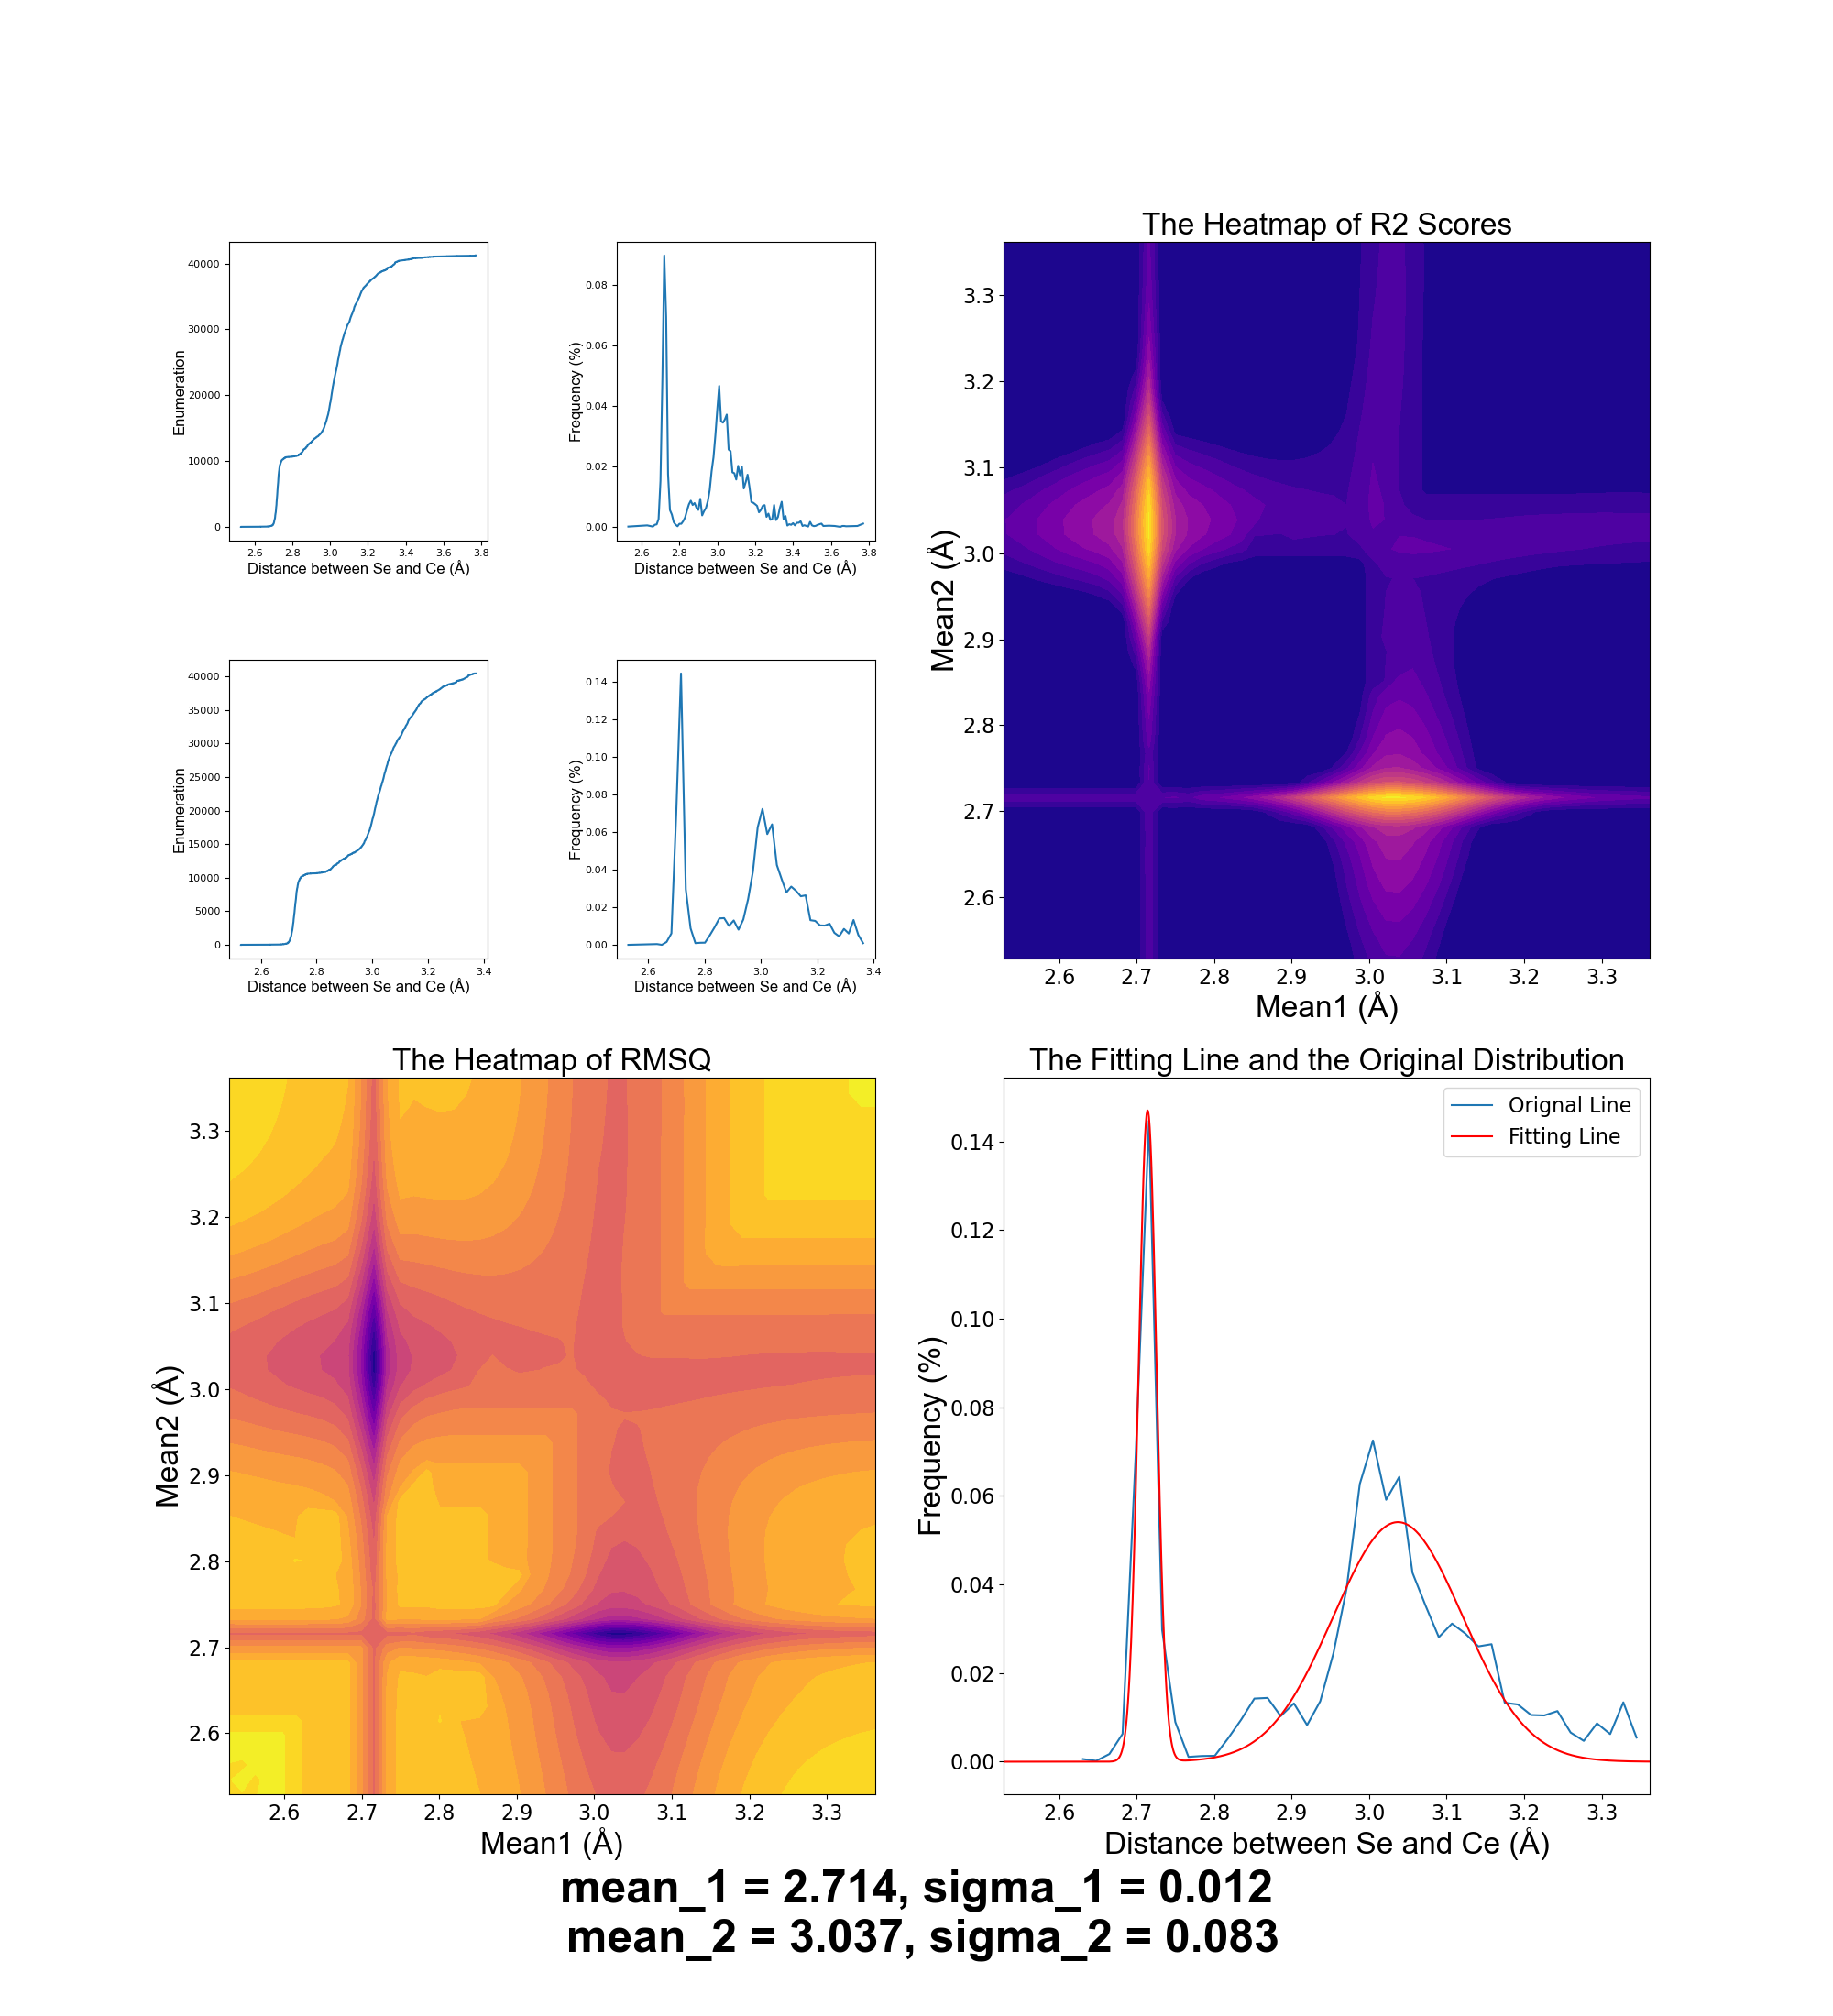 40000
30000
20000
10000
0
Enumeration
2.6 2.8 3.0 3.2 3.4 3.6 3.8
Distance between Se and Ce (Å)
0.08
0.06
0.04
0.02
0.00
Frequency (%)
2.6 2.8 3.0 3.2 3.4 3.6 3.8
Distance between Se and Ce (Å)
The Heatmap of R2 Scores
3.3
3.2
3.1
3.0
2.9
2.8
2.7
2.6
Mean2 (Å)
2.6 2.7 2.8 2.9 3.0 3.1 3.2 3.3
Mean1 (Å)
40000
35000
30000
25000
20000
15000
10000
5000
0
Enumeration
2.6 2.8 3.0 3.2 3.4
Distance between Se and Ce (Å)
0.14
0.12
0.10
0.08
0.06
0.04
0.02
0.00
Frequency (%)
2.6 2.8 3.0 3.2 3.4
Distance between Se and Ce (Å)
The Heatmap of RMSQ
3.3
3.2
3.1
3.0
2.9
2.8
2.7
2.6
Mean2 (Å)
2.6 2.7 2.8 2.9 3.0 3.1 3.2 3.3
Mean1 (Å)
The Fitting Line and the Original Distribution
Orignal Line
Fitting Line
0.14
0.12
0.10
0.08
0.06
0.04
0.02
0.00
Frequency (%)
2.6 2.7 2.8 2.9 3.0 3.1 3.2 3.3
Distance between Se and Ce (Å)
mean_1 = 2.714, sigma_1 = 0.012
mean_2 = 3.037, sigma_2 = 0.083